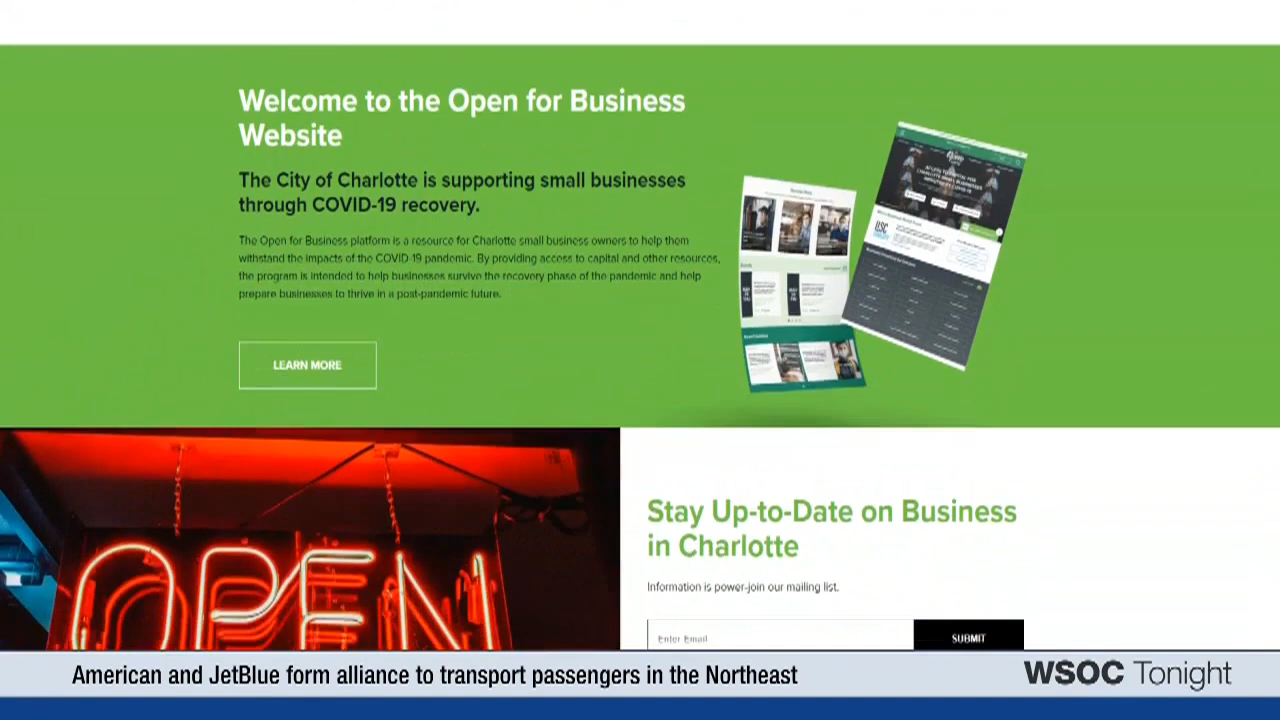 Welcome to the Open for Business
Website
The City of Charlotte is supporting small businesses
through COVID-19 recovery.
The Open for Business platform is a resource for Charlotte small business owners to help them
withstand the impacts of the COVID-19 pandemic. By providing access to capital and other resources,
the program is intended to help businesses survive the recovery phase of the pandemic and help
prepare businesses to thrive in a post-pandemic future.
LEARN MORE
OPEN
Stay Up-to-Date on Business
in Charlotte
Information is power-join our mailing list.
Enter Email
SUBMIT
American and JetBlue form alliance to transport passengers in the Northeast
WSOC Tonight